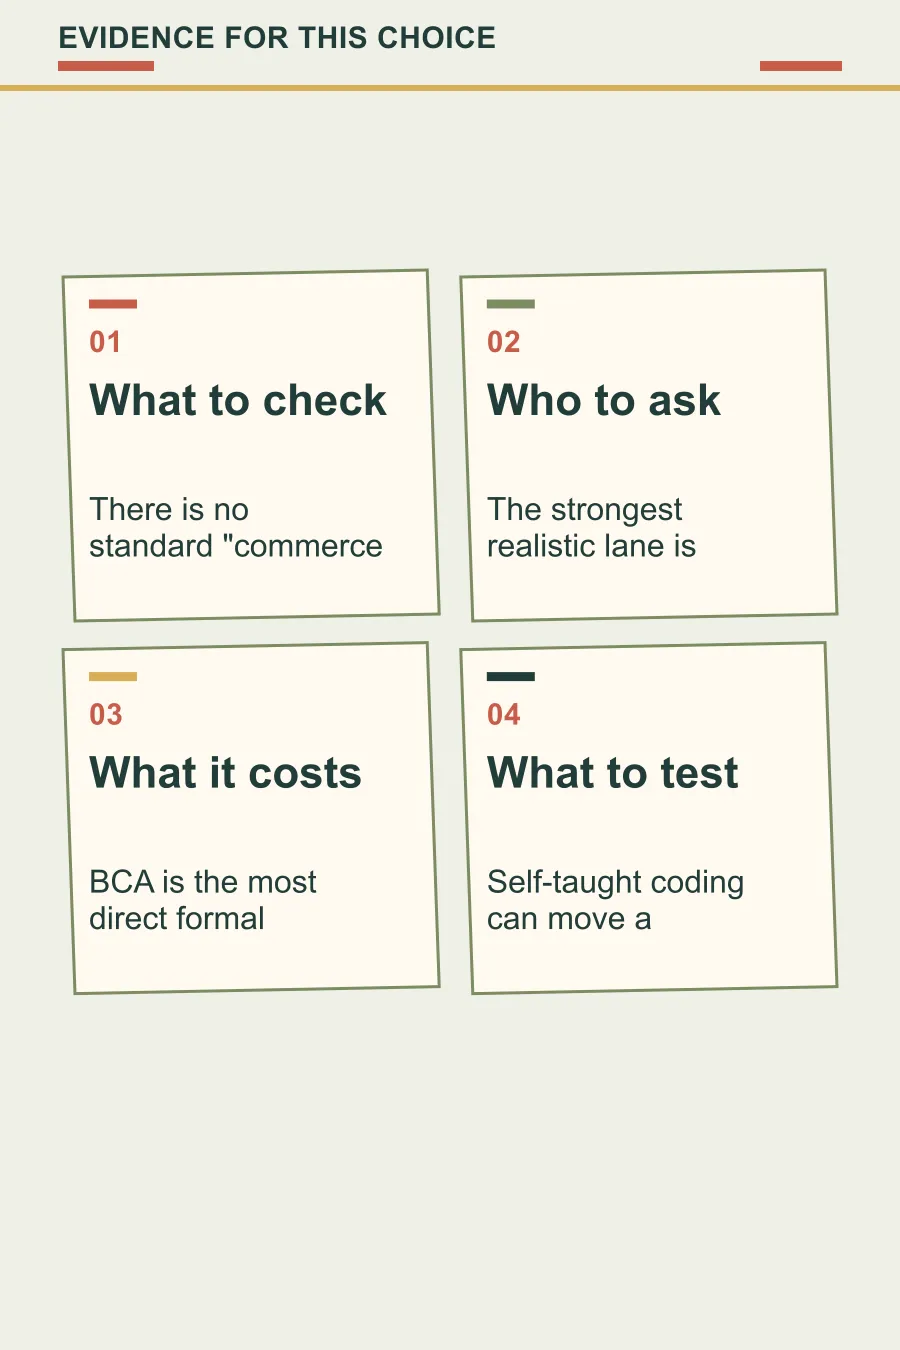 EVIDENCE FOR THIS CHOICE
01
What to check
There is no
standard "commerce
02
Who to ask
The strongest
realistic lane is
03
What it costs
BCA is the most
direct formal
04
What to test
Self-taught coding
can move a